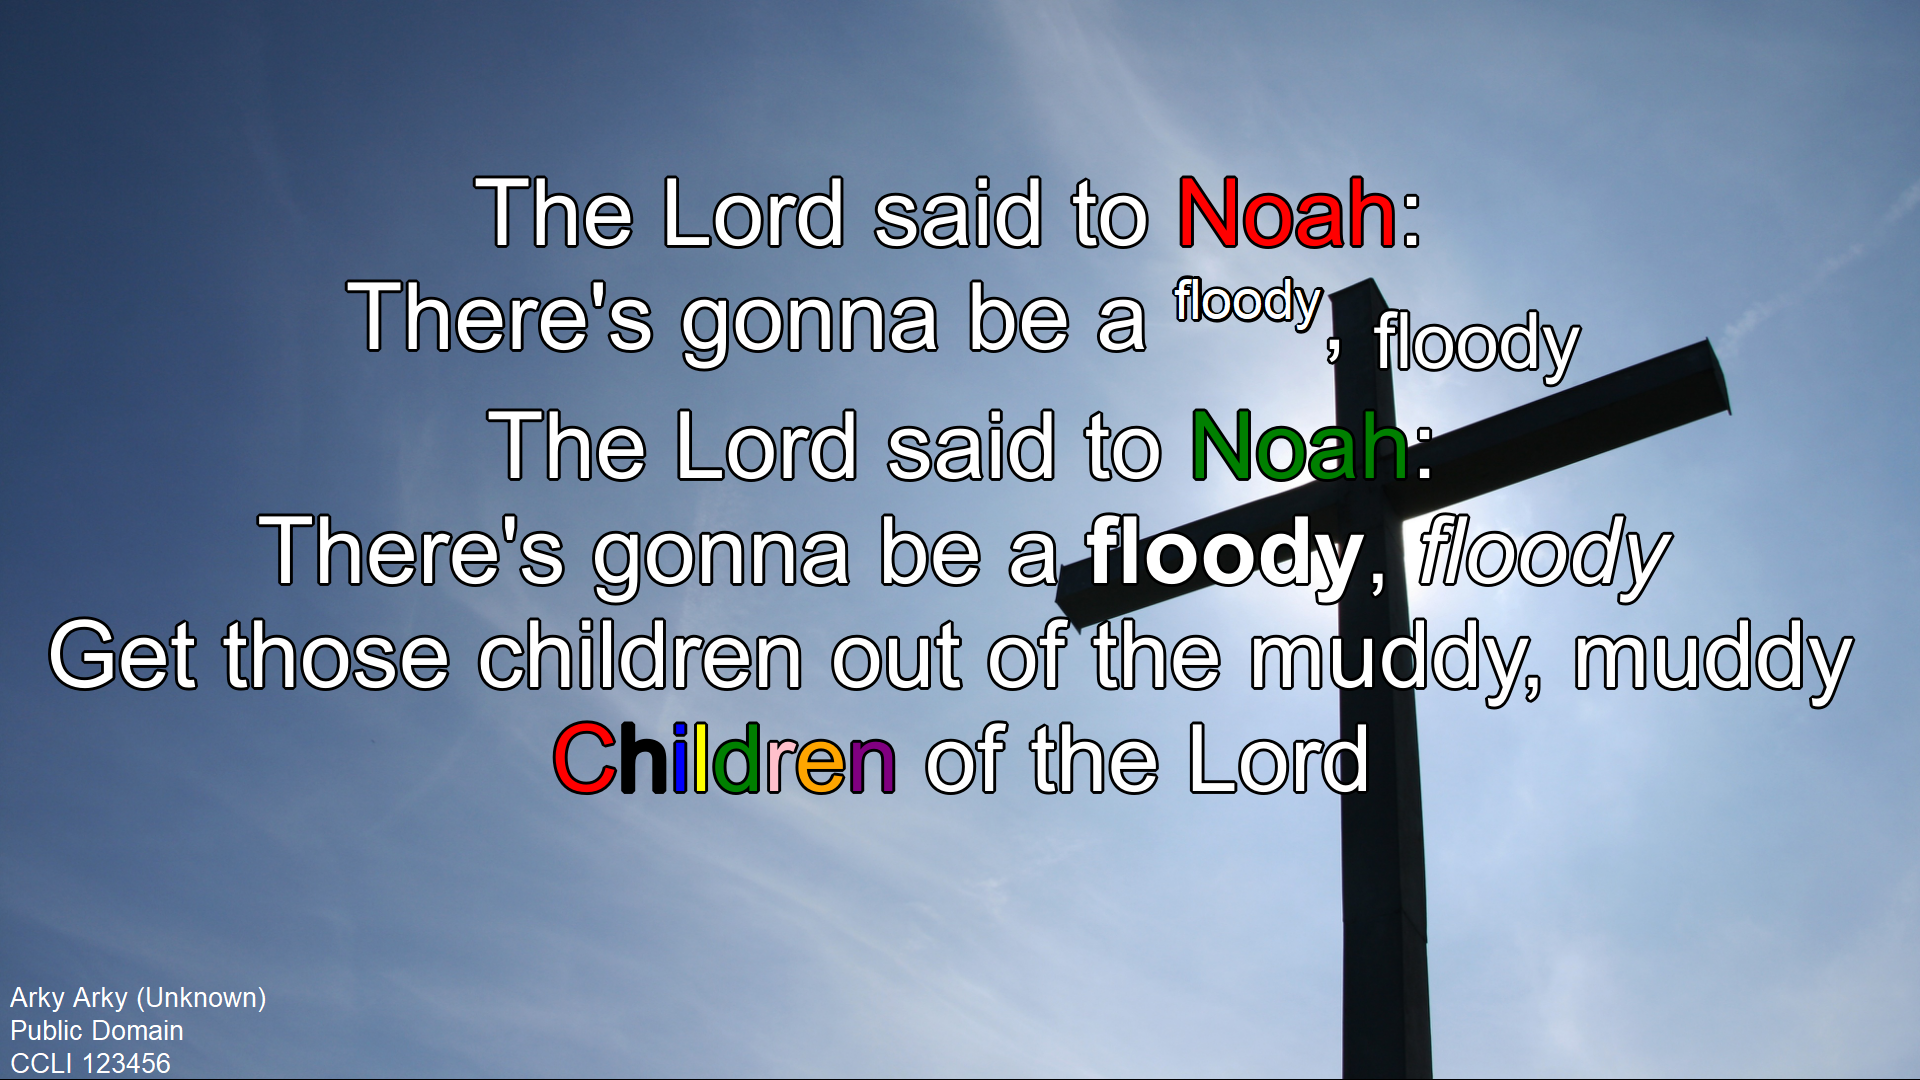 The Lord said to Noah:
There's gonna be a floody, floody
The Lord said to Noah:
There's gonna be a floody, floody
Get those children out of the muddy, muddy
Children of the Lord
Arky Arky (Unknown)
Public Domain
CCLI 123456